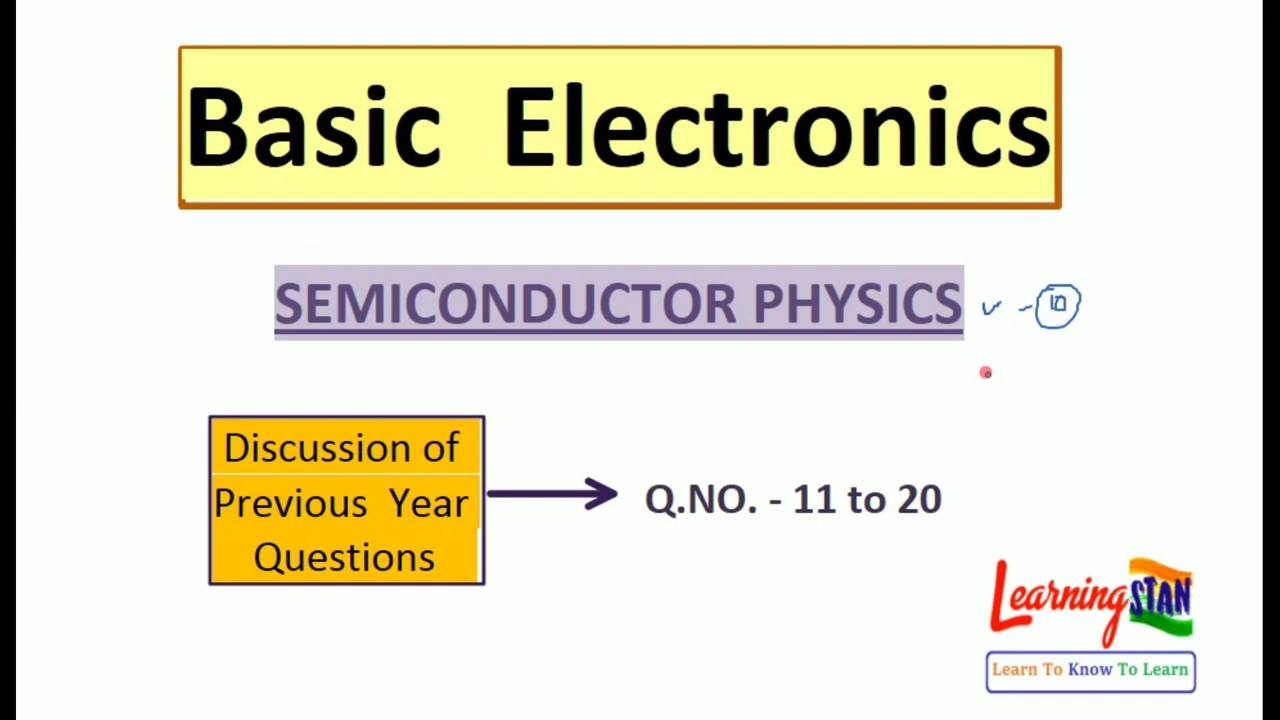 Basic Electronics
SEMICONDUCTOR PHYSICS
10
Discussion of
Previous Year
Questions
Q.NO. - 11 to 20
LearningSTAN
Learn To Know To Learn